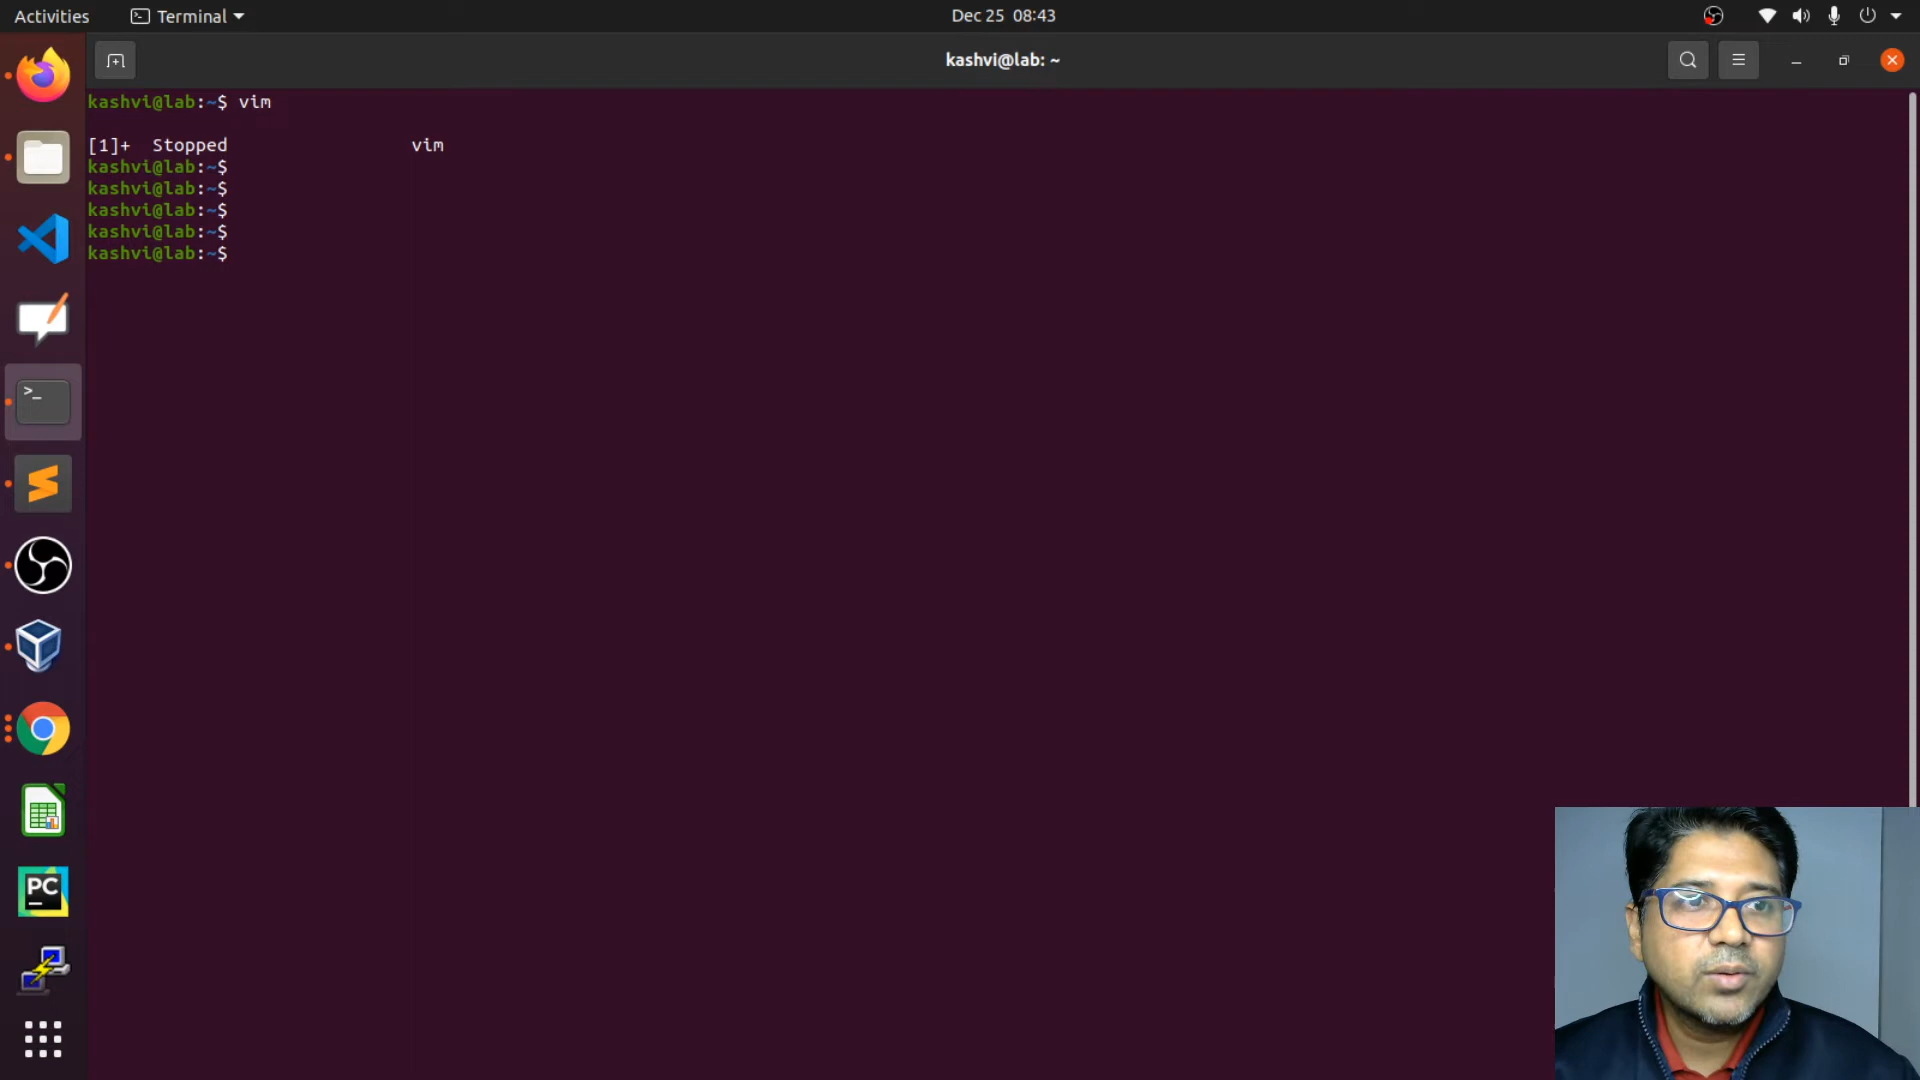 Activities Terminal Dec 25 08:43
kashvi@lab: ~
kashvi@lab:~$ vim
[1]+ Stopped vim
kashvi@lab:~$
kashvi@lab:~$
kashvi@lab:~$
kashvi@lab:~$
kashvi@lab:~$
>_
PC